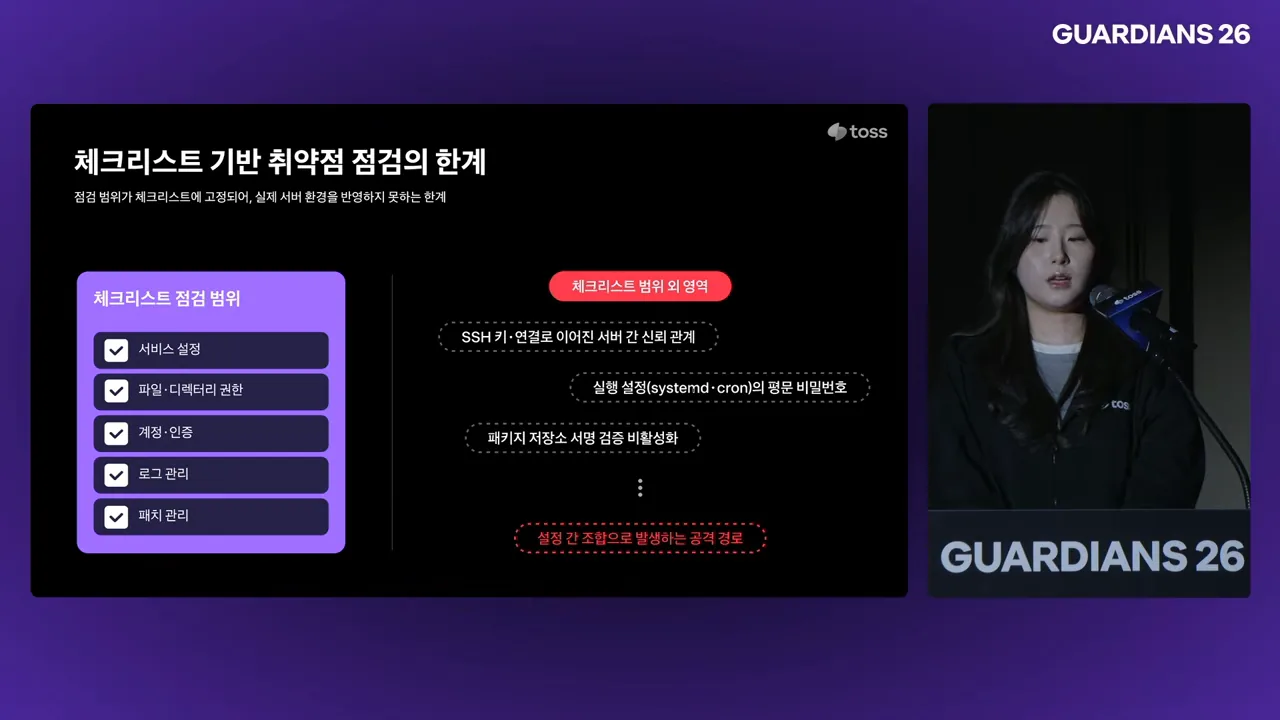 GUARDIANS 26
toss
체크리스트 기반 취약점 점검의 한계
점검 범위가 체크리스트에 고정되어, 실제 서버 환경을 반영하지 못하는 한계
체크리스트 점검 범위
서비스 설정
파일·디렉터리 권한
계정·인증
로그 관리
패치 관리
체크리스트 범위 외 영역
SSH 키·연결로 이어진 서버 간 신뢰 관계
실행 설정(systemd·cron)의 평문 비밀번호
패키지 저장소 서명 검증 비활성화
설정 간 조합으로 발생하는 공격 경로
toss
toss
GUARDIANS 26